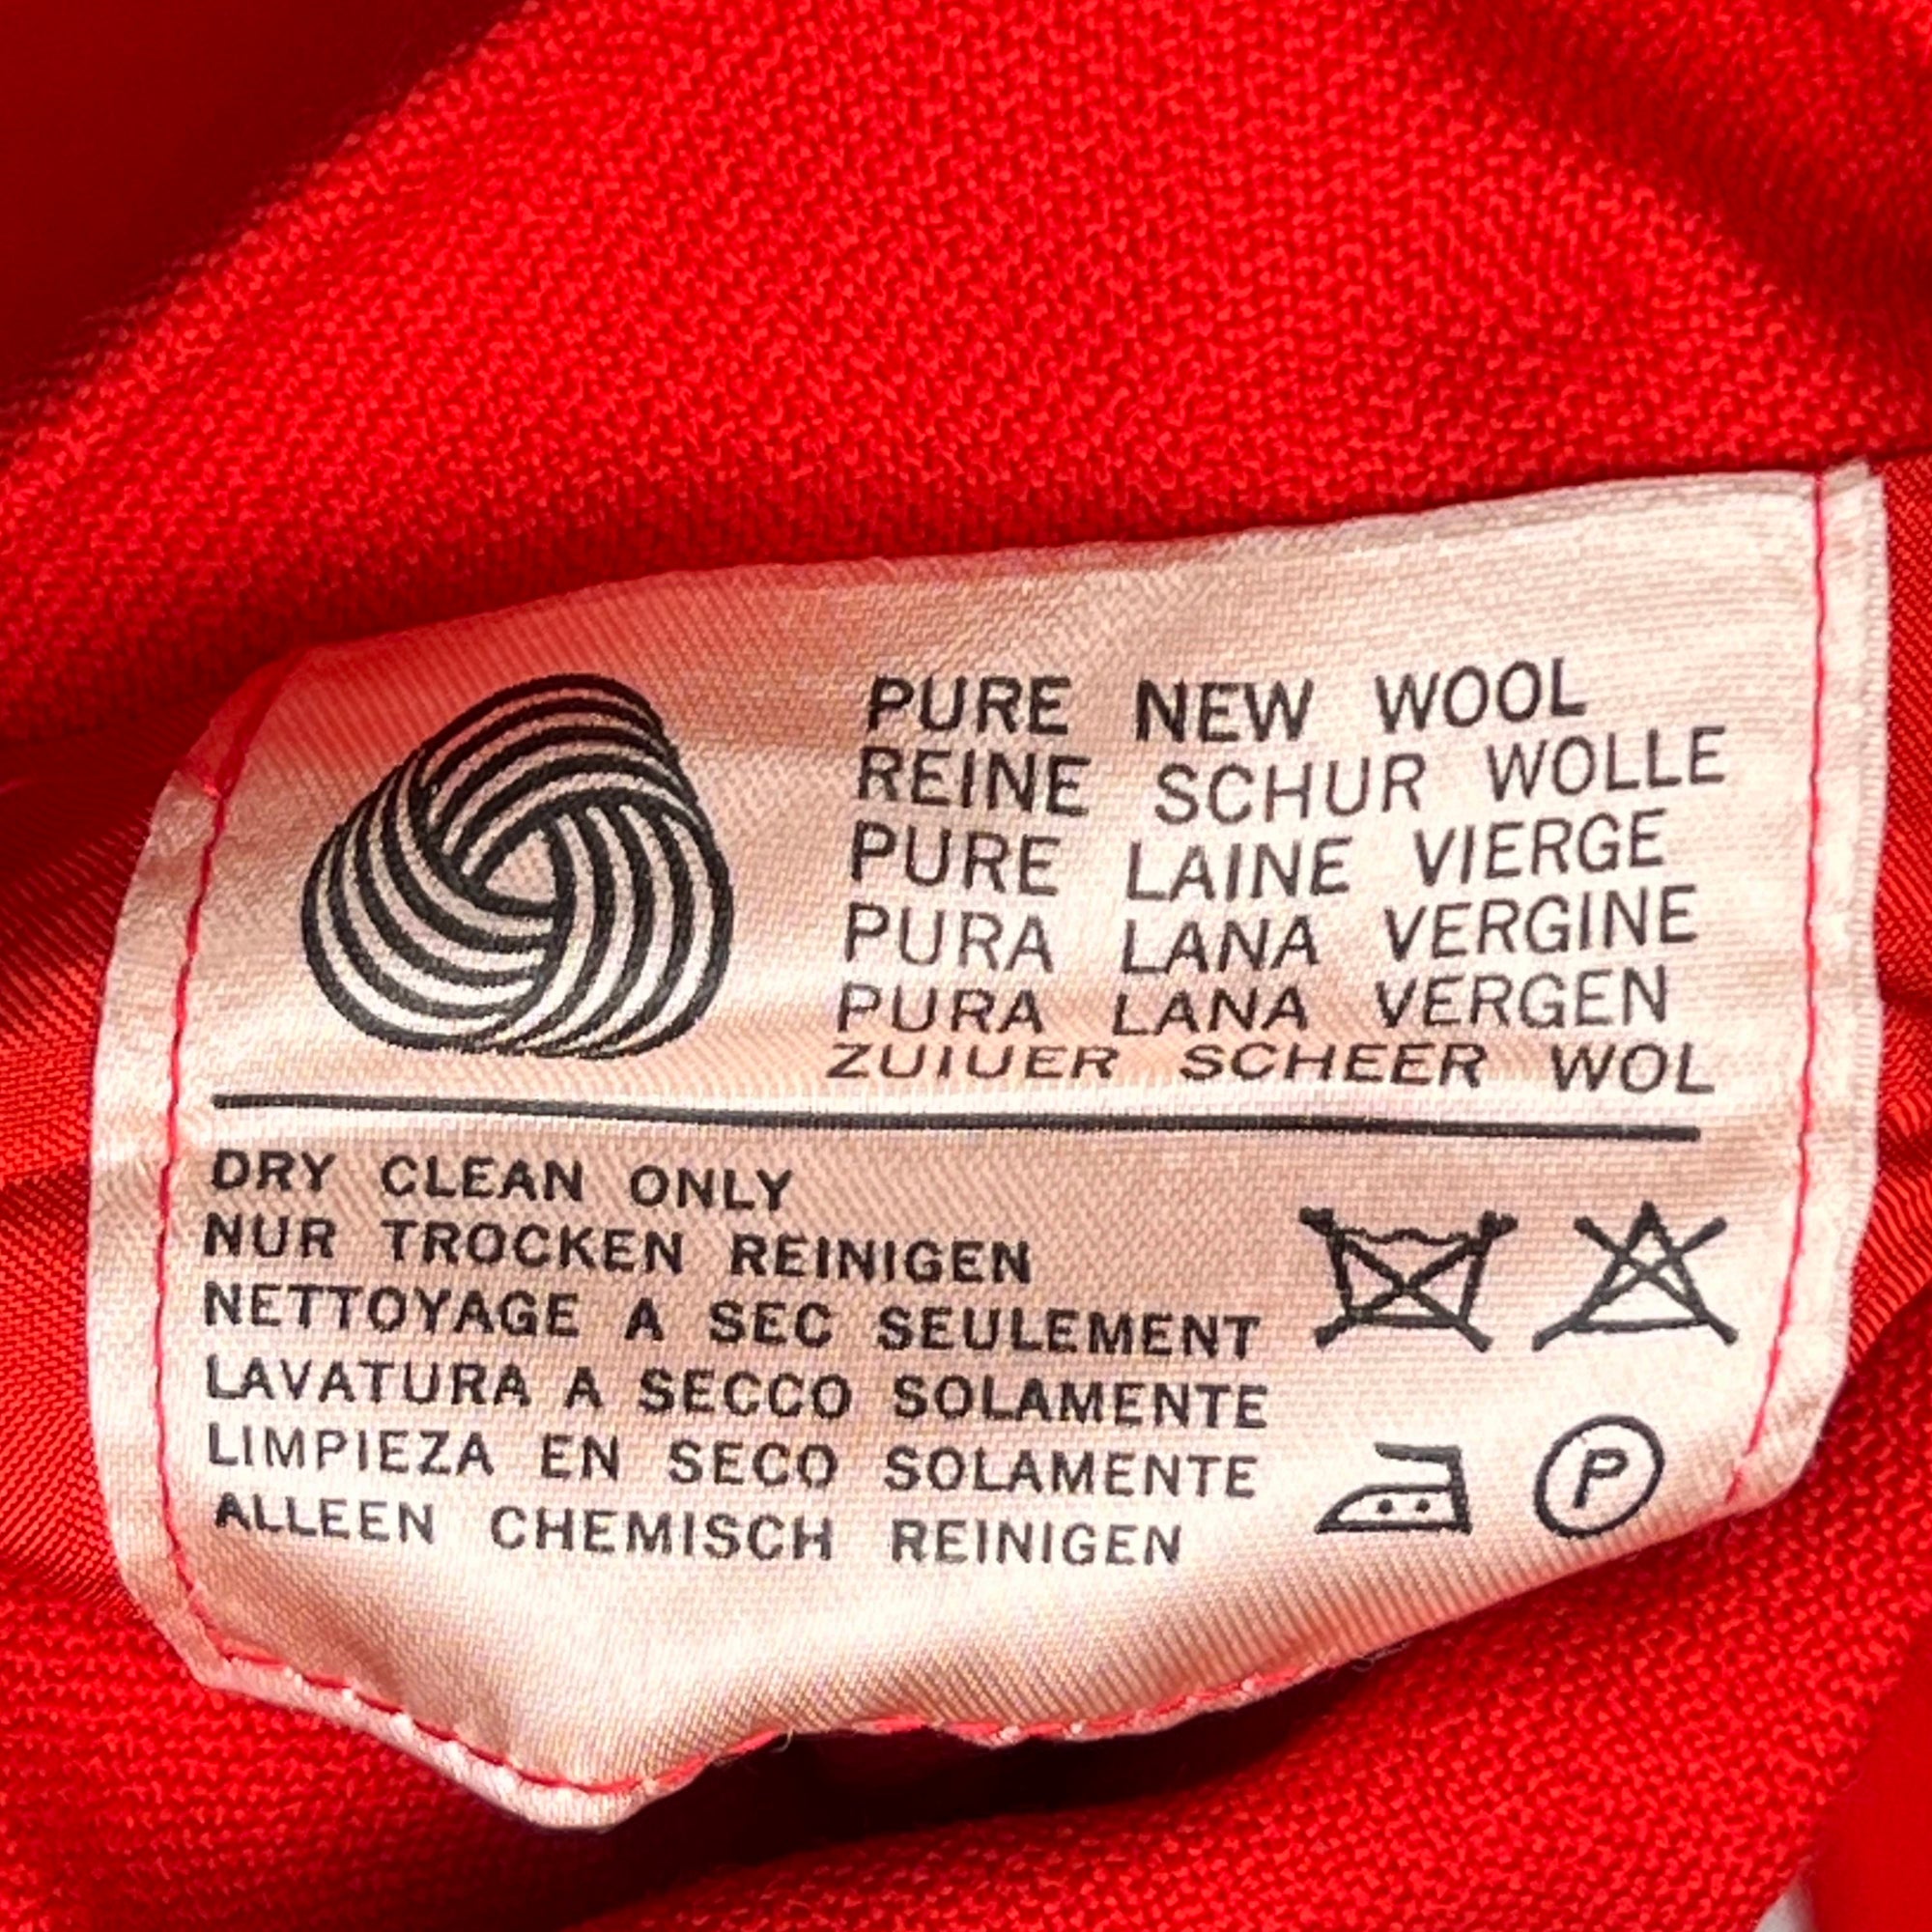 PURE NEW WOOL
REINE SCHUR WOLLE
PURE LAINE VIERGE
PURA LANA VERGINE
PURA LANA VERGEN
ZUIUER SCHEER WOL
DRY CLEAN ONLY
NUR TROCKEN REINIGEN
NETTOYAGE A SEC SEULEMENT
LAVATURA A SECCO SOLAMENTE
LIMPIEZA EN SECO SOLAMENTE
ALLEEN CHEMISCH REINIGEN
P